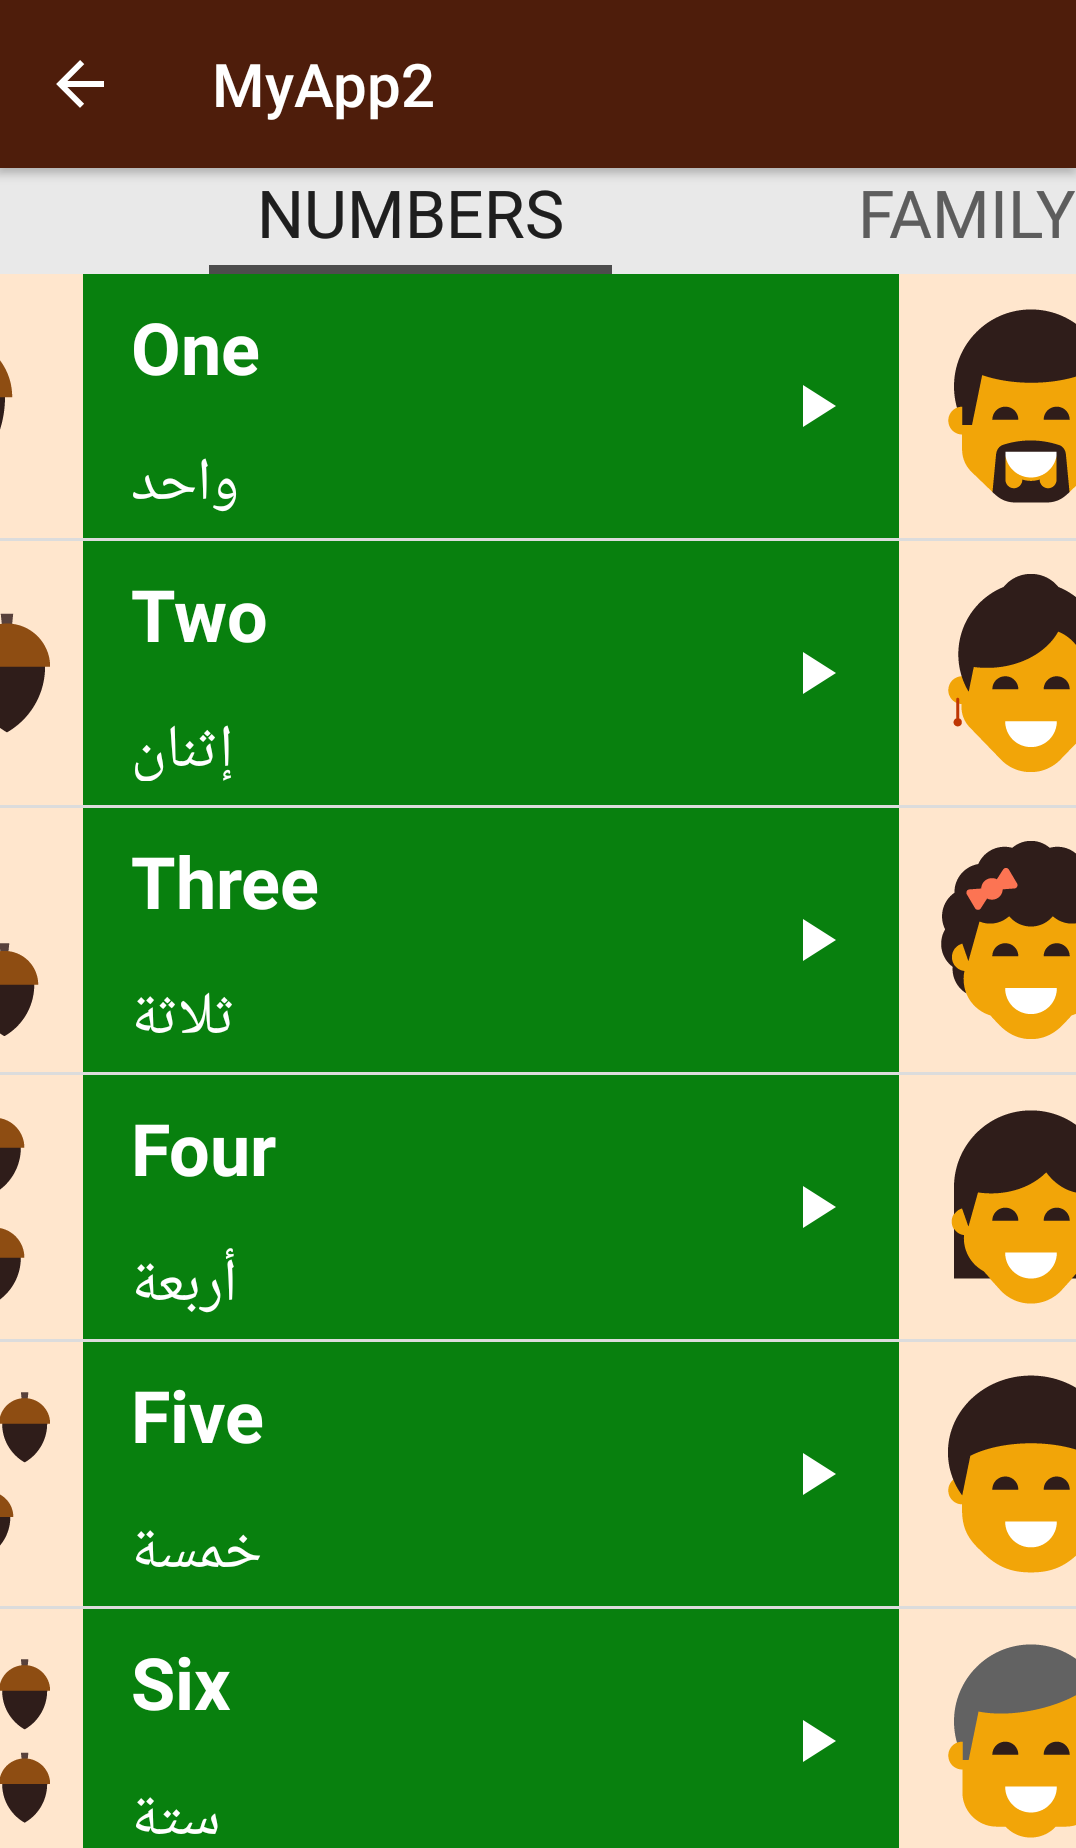 MyApp2
NUMBERS
FAMILY
One
واحد
Two
إثنان
Three
ثلاثة
Four
أربعة
Five
خمسة
Six
ستة